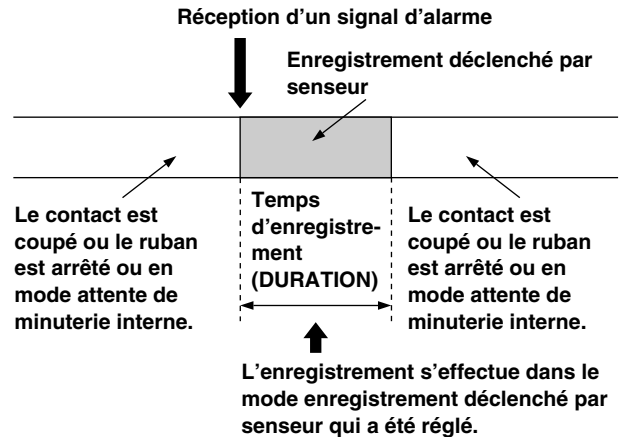 Réception d'un signal d'alarme
Enregistrement déclenché par
senseur
Le contact est
coupé ou le ruban
est arrêté ou en
mode attente de
minuterie interne.
Temps
d'enregistre-
ment
(DURATION)
Le contact est
coupé ou le ruban
est arrêté ou en
mode attente de
minuterie interne.
L'enregistrement s'effectue dans le
mode enregistrement déclenché par
senseur qui a été réglé.